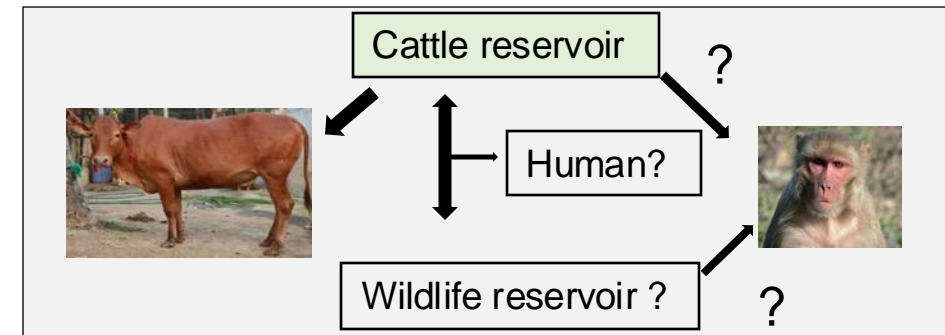 Cattle reservoir
?
Human?
Wildlife reservoir ?
?